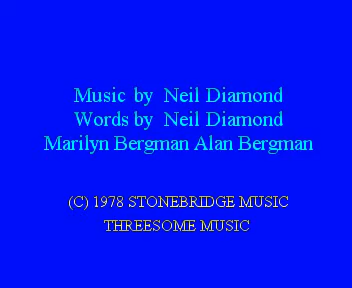 Music by Neil Diamond
Words by Neil Diamond
Marilyn Bergman Alan Bergman
(C) 1978 STONEBRIDGE MUSIC
THREESOME MUSIC